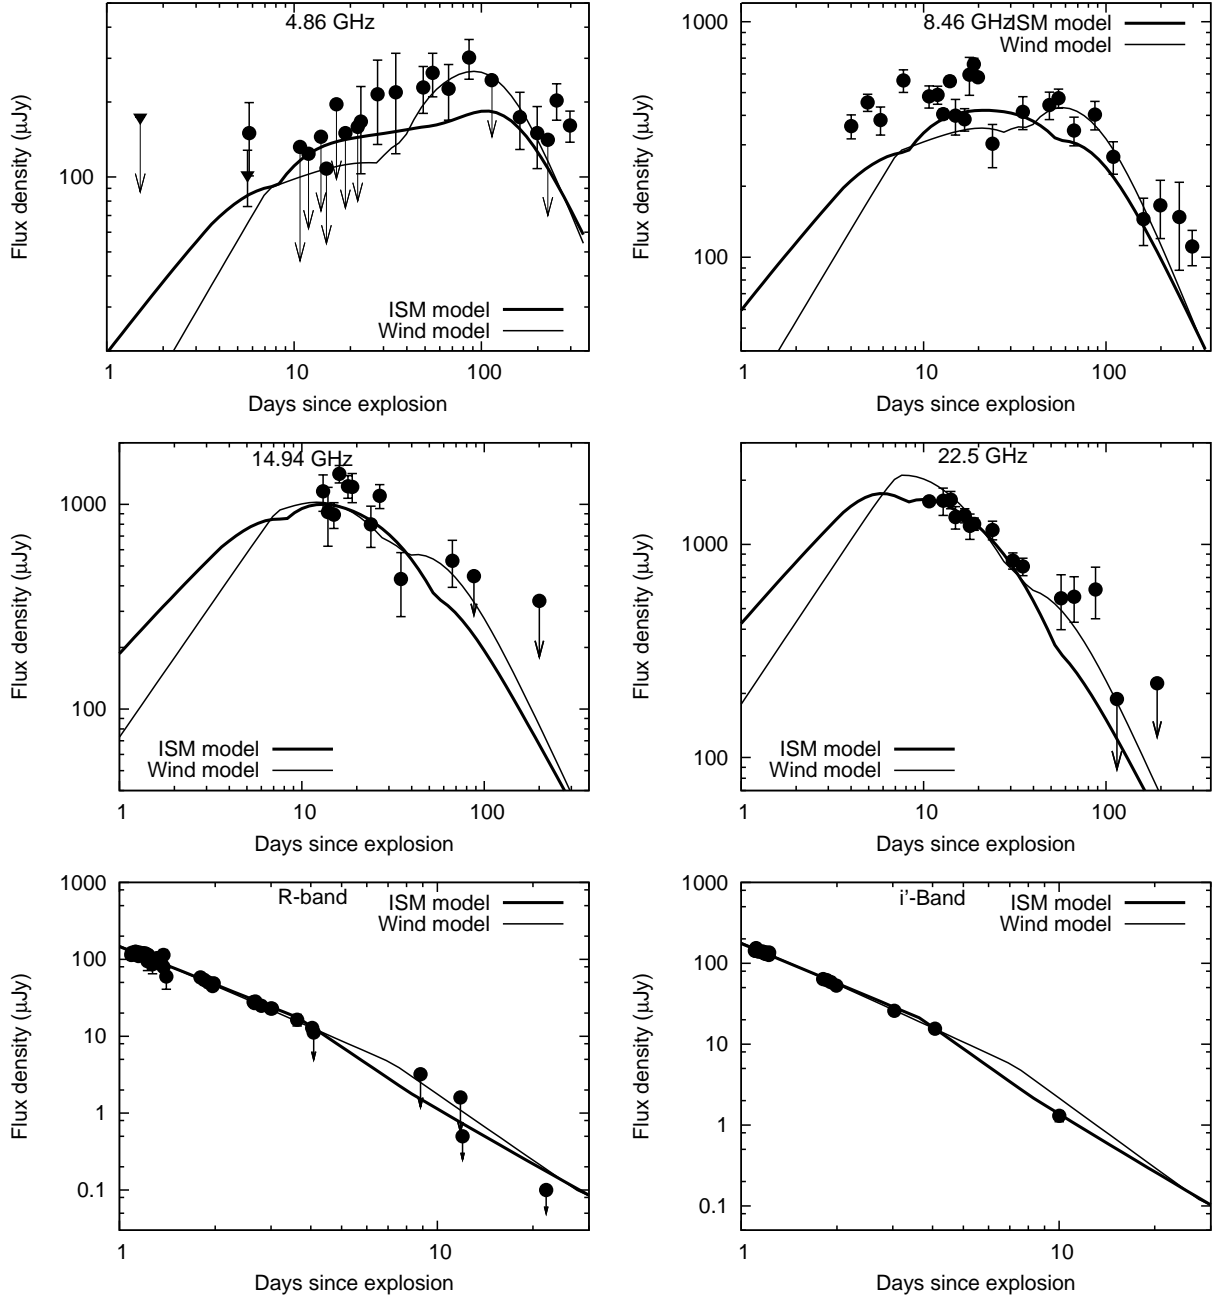 4.86 GHz
ISM model
Wind model
100
1
10
100
Flux density (μJy)
Days since explosion
8.46 GHz
ISM model
Wind model
1000
100
1
10
100
Flux density (μJy)
Days since explosion
14.94 GHz
ISM model
Wind model
1000
100
1
10
100
Flux density (μJy)
Days since explosion
22.5 GHz
ISM model
Wind model
1000
100
1
10
100
Flux density (μJy)
Days since explosion
R-band
ISM model
Wind model
1000
100
10
1
0.1
1
10
Flux density (μJy)
Days since explosion
i'-Band
ISM model
Wind model
1000
100
10
1
0.1
1
10
Flux density (μJy)
Days since explosion